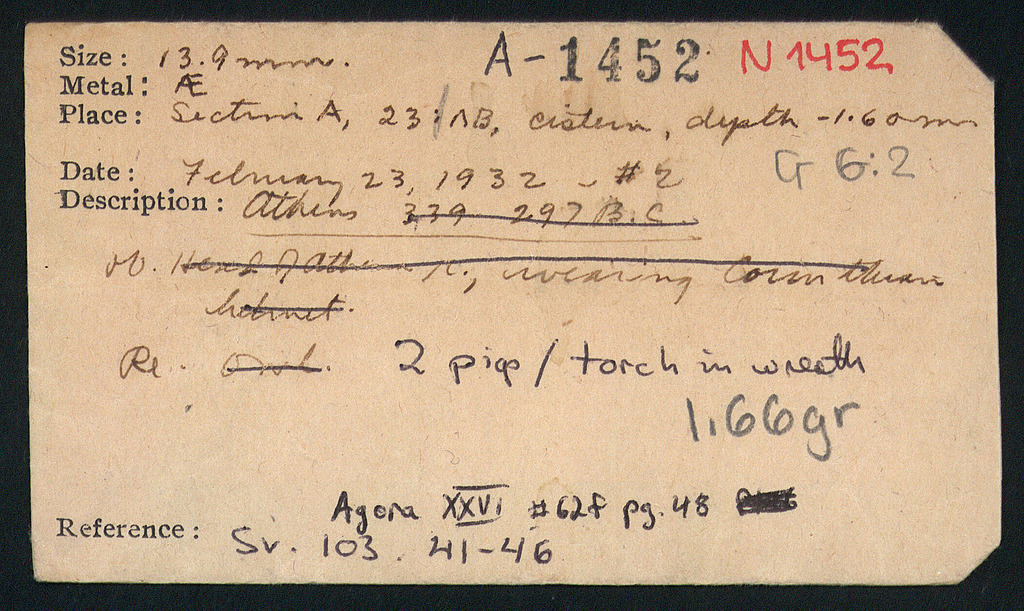 A-1452 N 1452
Size: 13.9 mm.
Metal: Æ
Place: Section A, 23/ΛB, cistern, depth -1.60 m
Date: February 23, 1932 - #2 G 6:2
Description: Athens 339 297 B.C.
Ob. Head of Athena r., wearing Corinthian
helmet.
Re. Owl. 2 pigs / torch in wreath
1.66gr
Agora XXVI #62f pg. 48
Reference: Sv. 103. 41-46